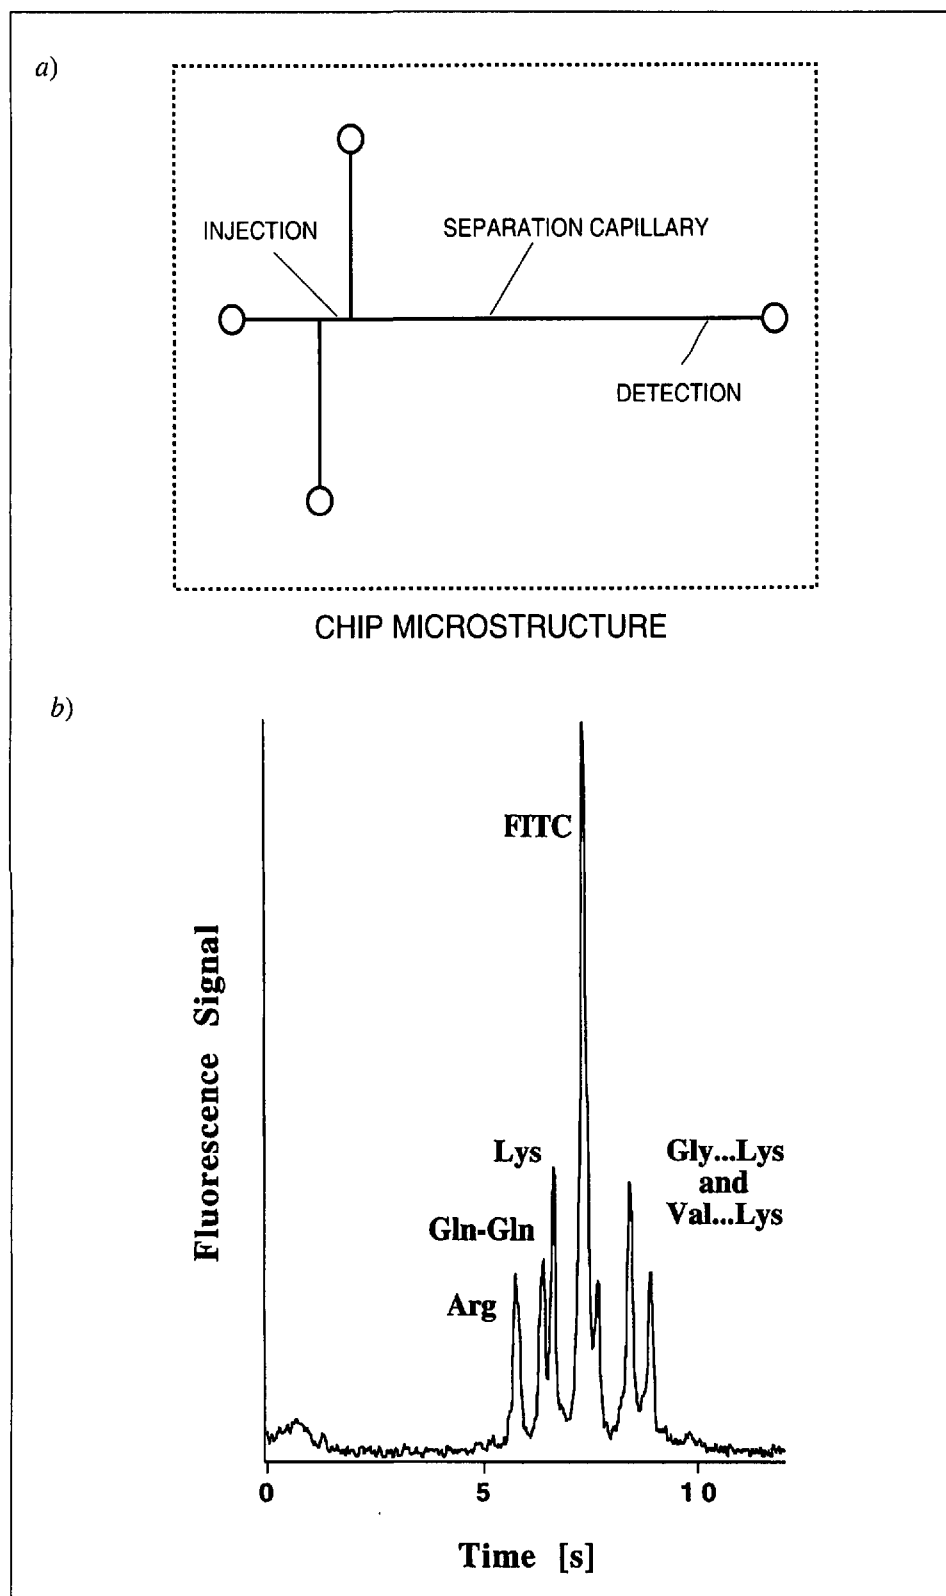 a)
INJECTION
SEPARATION CAPILLARY
DETECTION
CHIP MICROSTRUCTURE
b)
FITC
Lys
Gly...Lys
and
Val...Lys
Gln-Gln
Arg
Fluorescence Signal
0 5 10
Time [s]